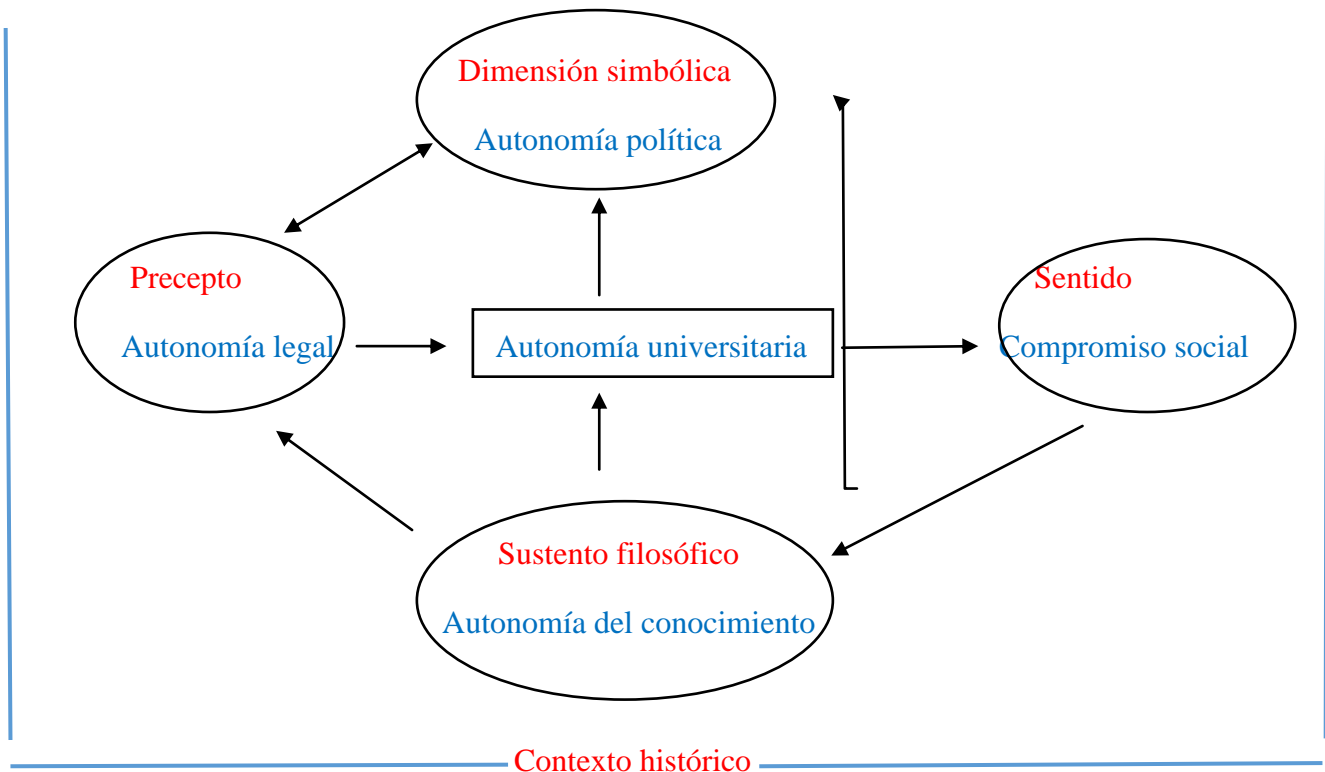 Dimensión simbólica
Autonomía política
Precepto
Autonomía legal
Autonomía universitaria
Sentido
Compromiso social
Sustento filosófico
Autonomía del conocimiento
Contexto histórico